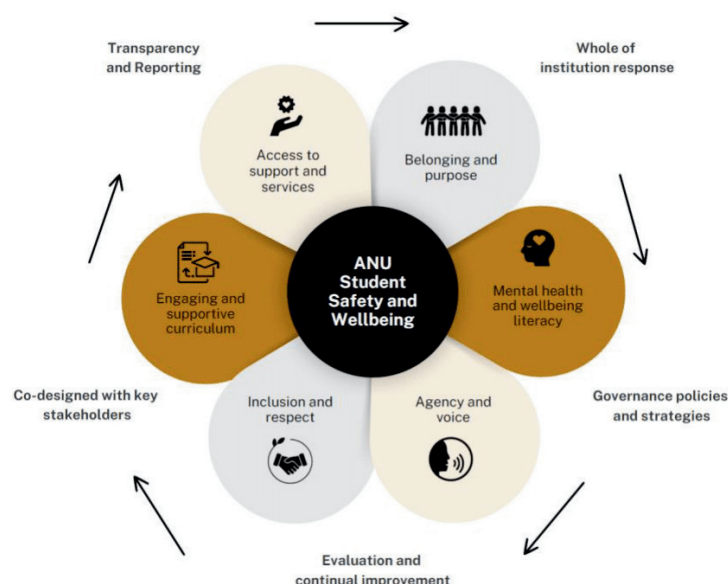 Transparency
and Reporting
Whole of
institution response
Access to
support and
services
Belonging and
purpose
ANU
Student
Safety and
Wellbeing
Engaging and
supportive
curriculum
Mental health
and wellbeing
literacy
Inclusion and
respect
Agency and
voice
Co-designed with key
stakeholders
Governance policies
and strategies
Evaluation and
continual improvement